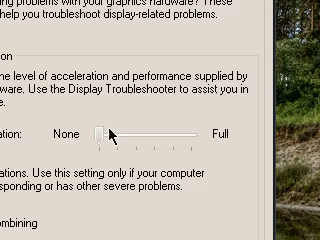 ng problems with your graphics hardware? These
help you troubleshoot display-related problems.
on
he level of acceleration and performance supplied by
ware. Use the Display Troubleshooter to assist you in
e.
ation: None Full
ations. Use this setting only if your computer
sponding or has other severe problems.
ombining